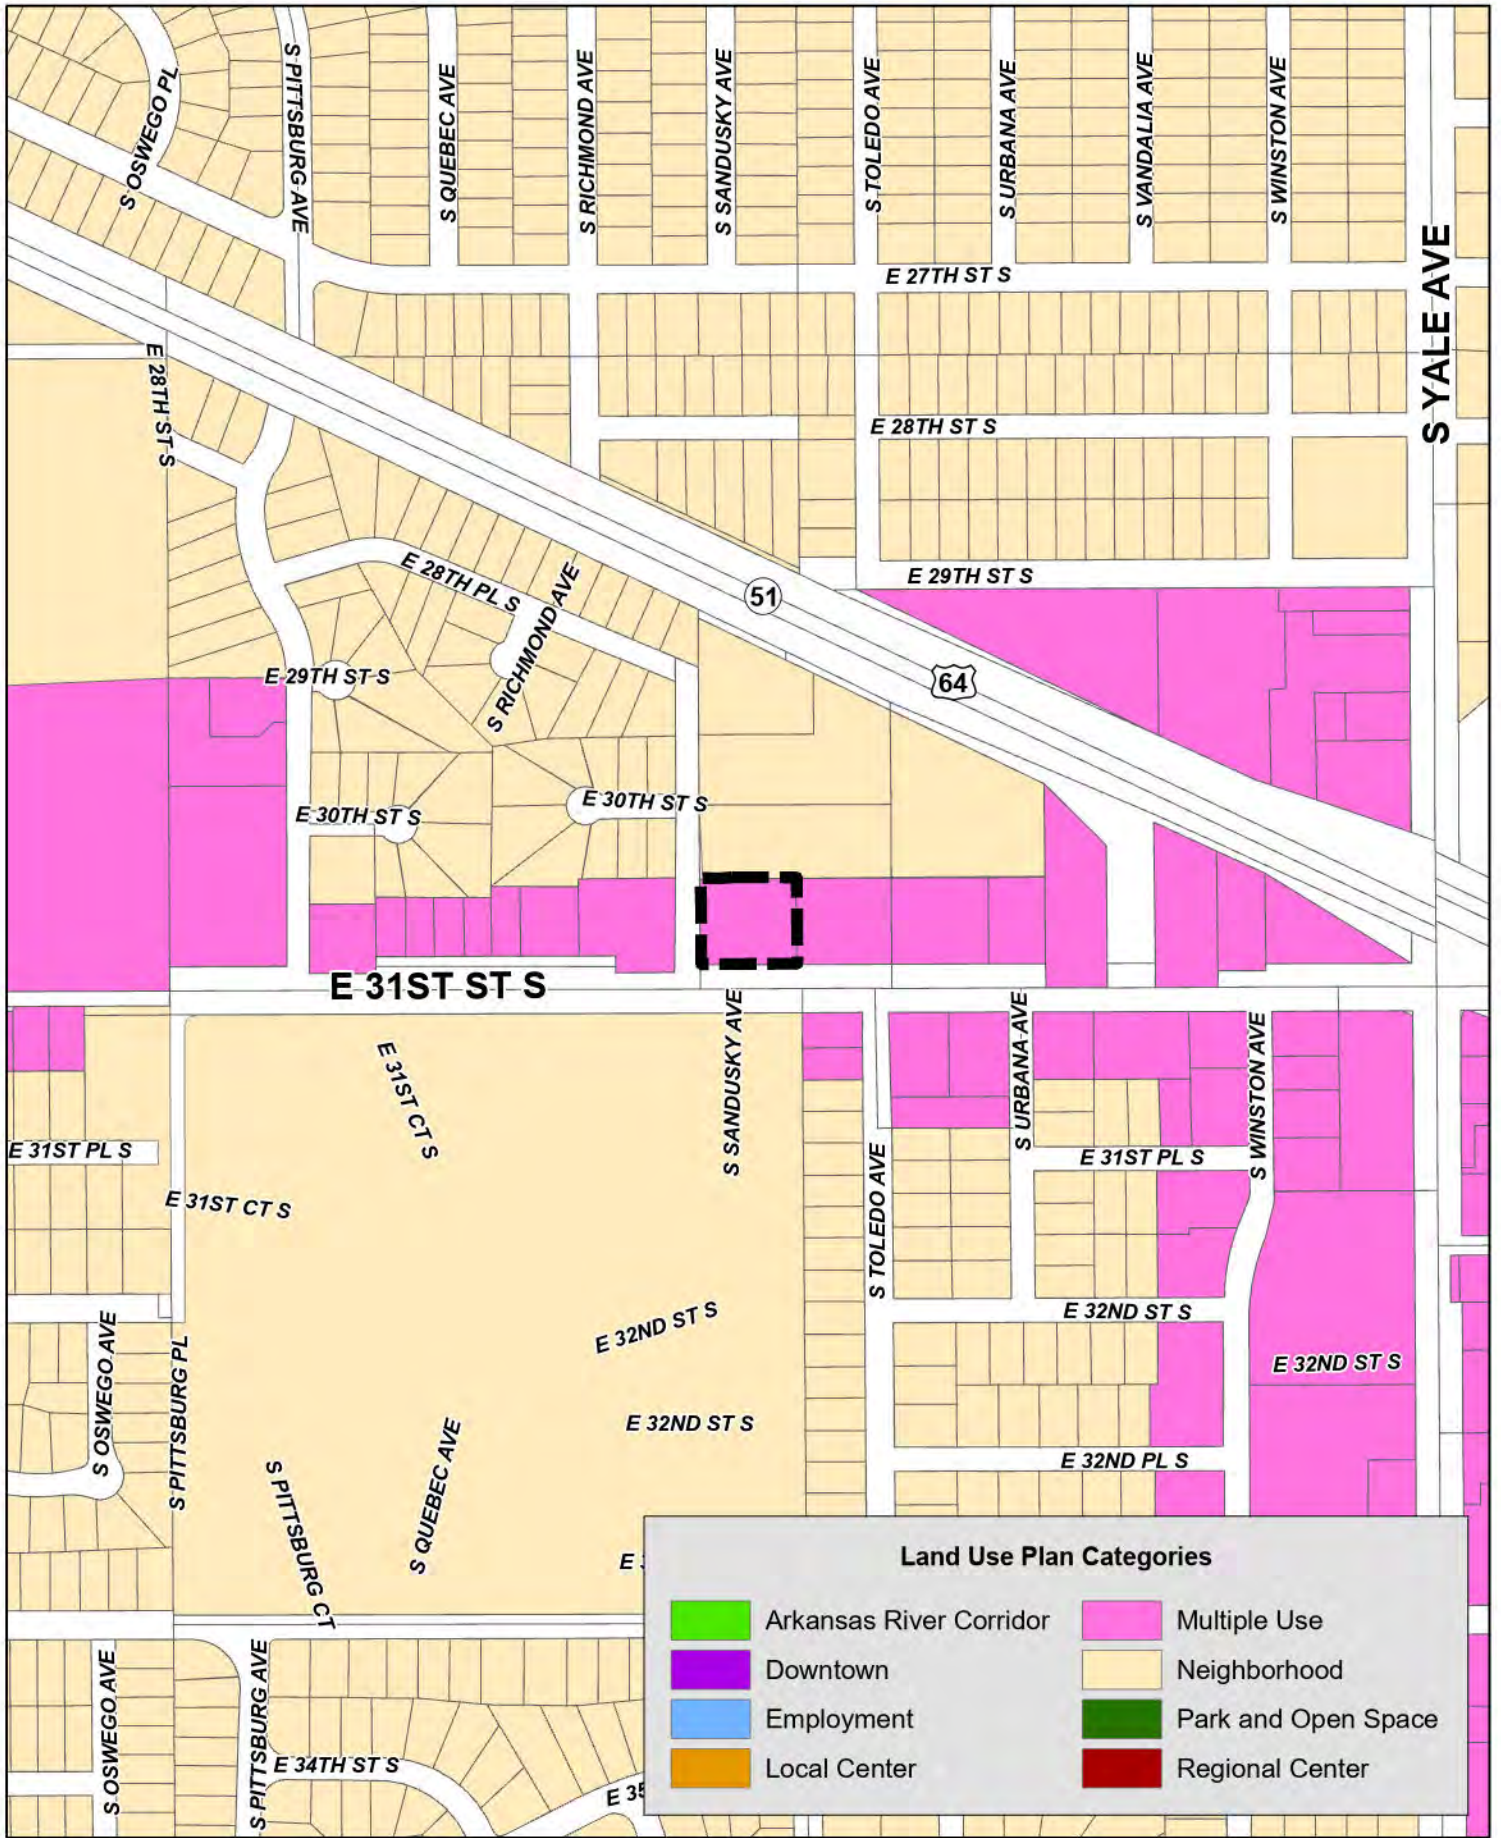 S OSWEGO PL
S PITTSBURG AVE
S QUEBEC AVE
S RICHMOND AVE
S SANDUSKY AVE
S TOLEDO AVE
S URBANA AVE
S VANDALIA AVE
S WINSTON AVE
S YALE AVE
E 27TH ST S
E 28TH ST S
E 28TH ST S
E 29TH ST S
E 28TH PL S
S RICHMOND AVE
51
64
E 29TH ST S
E 30TH ST S
E 30TH ST S
E 31ST ST S
S SANDUSKY AVE
S URBANA AVE
S WINSTON AVE
E 31ST CT S
E 31ST PL S
E 31ST PL S
E 31ST CT S
S TOLEDO AVE
E 32ND ST S
E 32ND ST S
E 32ND ST S
E 32ND ST S
E 32ND PL S
S OSWEGO AVE
S PITTSBURG PL
S PITTSBURG CT
S QUEBEC AVE
Land Use Plan Categories
Arkansas River Corridor
Downtown
Employment
Local Center
Multiple Use
Neighborhood
Park and Open Space
Regional Center
S OSWEGO AVE
S PITTSBURG AVE
E 34TH ST S
E 35